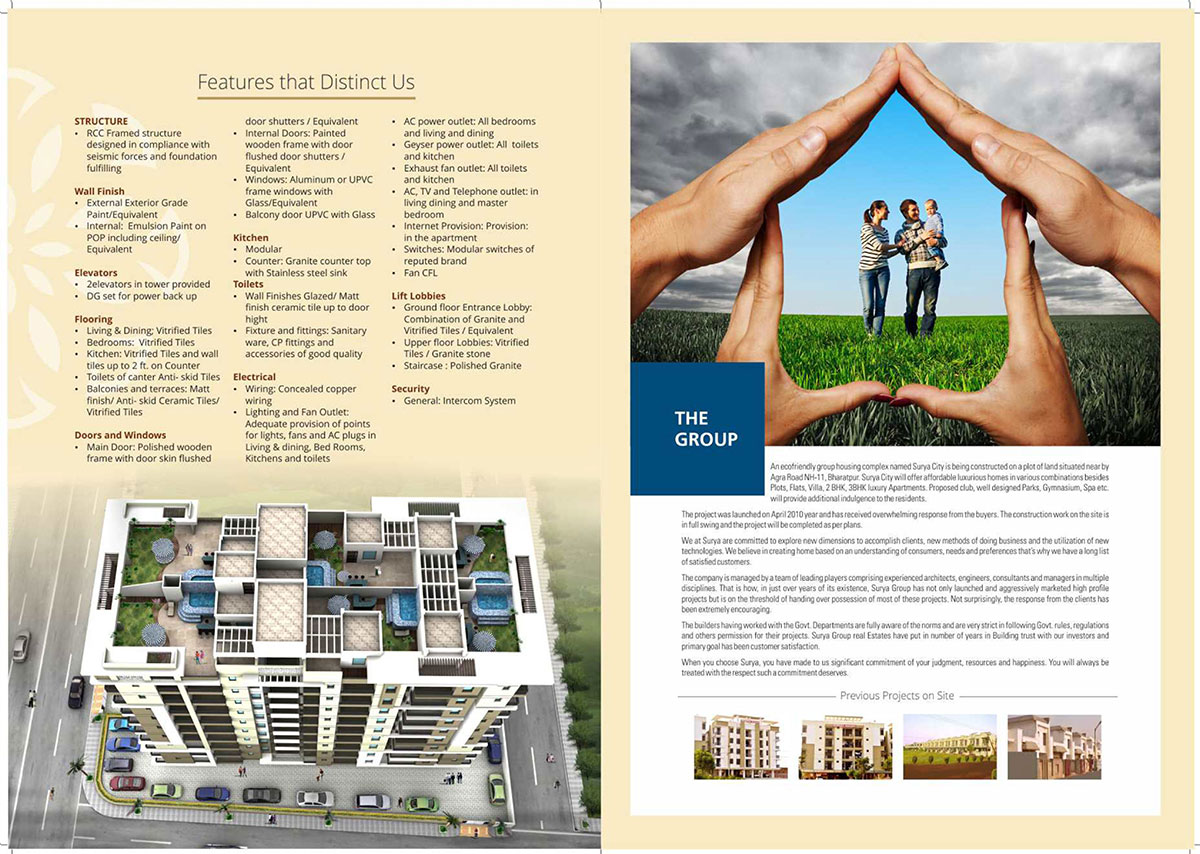 Features that Distinct Us
STRUCTURE
• RCC Framed structure
designed in compliance with
seismic forces and foundation
fulfilling
Wall Finish
• External Exterior Grade
Paint/Equivalent
• Internal: Emulsion Paint on
POP including ceiling/
Equivalent
Elevators
• 2elevators in tower provided
• DG set for power back up
Flooring
• Living & Dining; Vitrified Tiles
• Bedrooms: Vitrified Tiles
• Kitchen: Vitrified Tiles and wall
tiles up to 2 ft. on Counter
• Toilets of canter Anti- skid Tiles
• Balconies and terraces: Matt
finish/ Anti- skid Ceramic Tiles/
Vitrified Tiles
Doors and Windows
• Main Door: Polished wooden
frame with door skin flushed
door shutters / Equivalent
• Internal Doors: Painted
wooden frame with door
flushed door shutters /
Equivalent
• Windows: Aluminum or UPVC
frame windows with
Glass/Equivalent
• Balcony door UPVC with Glass
Kitchen
• Modular
• Counter: Granite counter top
with Stainless steel sink
Toilets
• Wall Finishes Glazed/ Matt
finish ceramic tile up to door
hight
• Fixture and fittings: Sanitary
ware, CP fittings and
accessories of good quality
Electrical
• Wiring: Concealed copper
wiring
• Lighting and Fan Outlet:
Adequate provision of points
for lights, fans and AC plugs in
Living & dining, Bed Rooms,
Kitchens and toilets
• AC power outlet: All bedrooms
and living and dining
• Geyser power outlet: All toilets
and kitchen
• Exhaust fan outlet: All toilets
and kitchen
• AC, TV and Telephone outlet: in
living dining and master
bedroom
• Internet Provision: Provision:
in the apartment
• Switches: Modular switches of
reputed brand
• Fan CFL
Lift Lobbies
• Ground floor Entrance Lobby:
Combination of Granite and
Vitrified Tiles / Equivalent
• Upper floor Lobbies: Vitrified
Tiles / Granite stone
• Staircase : Polished Granite
Security
• General: Intercom System
THE
GROUP
An ecofriendly group housing complex named Surya City is being constructed on a plot of land situated near by
Agra Road NH-11, Bharatpur. Surya City will offer affordable luxurious homes in various combinations besides
Plots, Flats, Villa, 2 BHK, 3BHK luxury Apartments. Proposed club, well designed Parks, Gymnasium, Spa etc.
will provide additional indulgence to the residents.
The project was launched on April 2010 year and has received overwhelming response from the buyers. The construction work on the site is
in full swing and the project will be completed as per plans.
We at Surya are committed to explore new dimensions to accomplish clients, new methods of doing business and the utilization of new
technologies. We believe in creating home based on an understanding of consumers, needs and preferences that's why we have a long list
of satisfied customers.
The company is managed by a team of leading players comprising experienced architects, engineers, consultants and managers in multiple
disciplines. That is how, in just over years of its existence, Surya Group has not only launched and aggressively marketed high profile
projects but is on the threshold of handing over possession of most of these projects. Not surprisingly, the response from the clients has
been extremely encouraging.
The builders having worked with the Govt. Departments are fully aware of the norms and are very strict in following Govt. rules, regulations
and others permission for their projects. Surya Group real Estates have put in number of years in Building trust with our investors and
primary goal has been customer satisfaction.
When you choose Surya, you have made to us significant commitment of your judgment, resources and happiness. You will always be
treated with the respect such a commitment deserves.
Previous Projects on Site